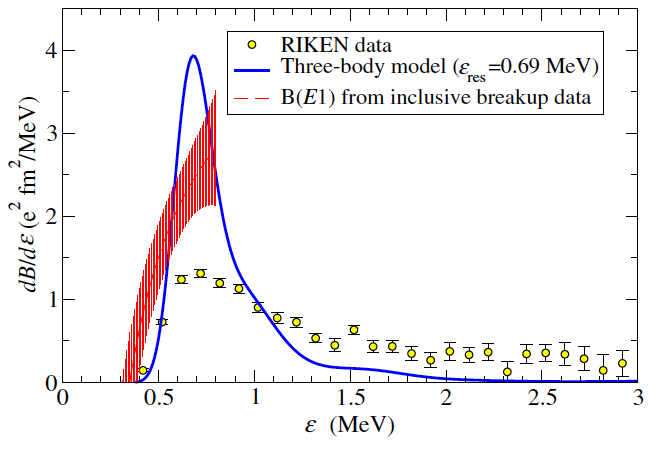 RIKEN data
Three-body model (εres=0.69 MeV)
B(E1) from inclusive breakup data
dB/dε (e² fm²/MeV)
4
3
2
1
0
0
0.5
1
1.5
2
2.5
3
ε (MeV)